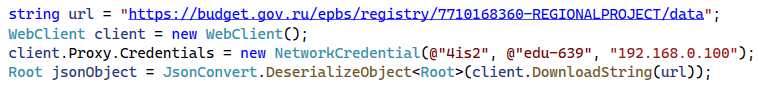 string url = "https://budget.gov.ru/epbs/registry/7710168360-REGIONALPROJECT/data";
WebClient client = new WebClient();
client.Proxy.Credentials = new NetworkCredential(@"4is2", @"edu-639", "192.168.0.100");
Root jsonObject = JsonConvert.DeserializeObject<Root>(client.DownloadString(url));